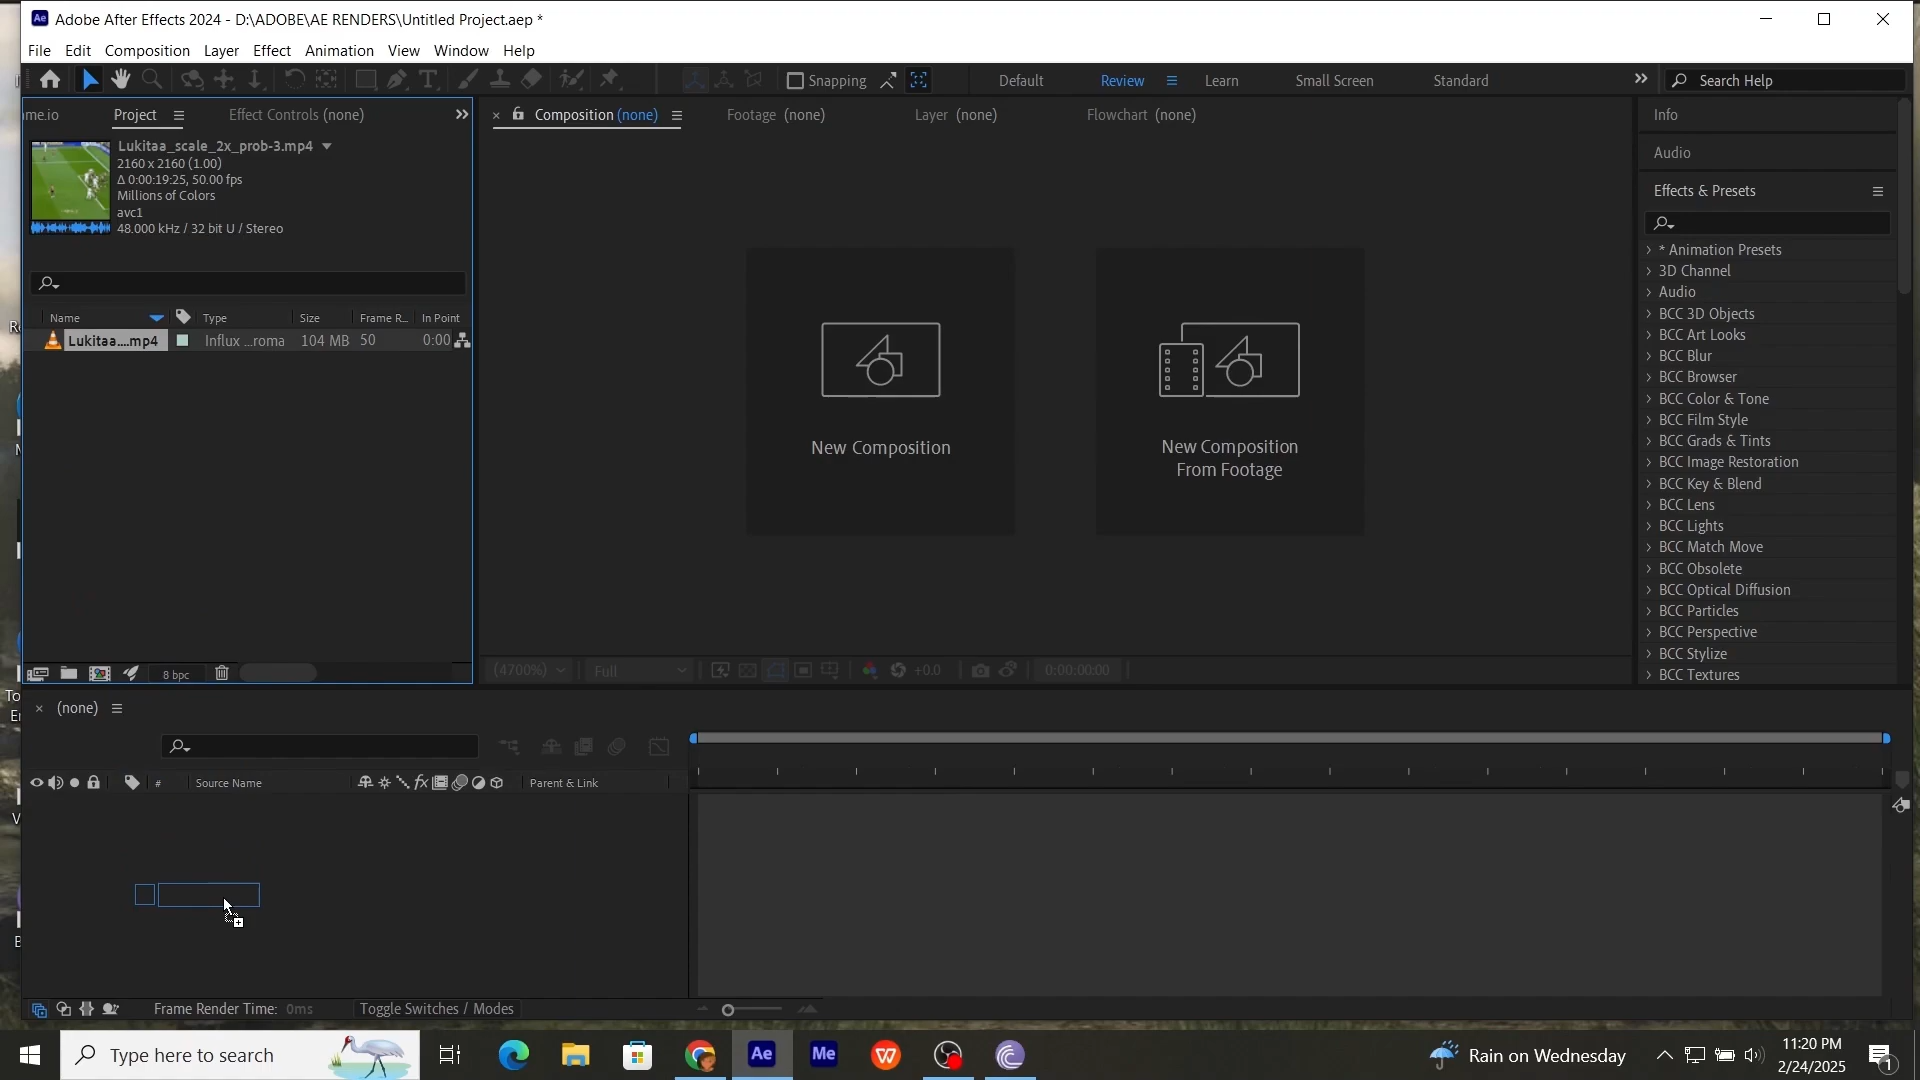 Adobe After Effects 2024 - D:\ADOBE\AE RENDERS\Untitled Project.aep *
File Edit Composition Layer Effect Animation View Window Help
Snapping Default Review Learn Small Screen Standard Search Help
me.io Project Effect Controls (none)
Composition (none) Footage (none) Layer (none) Flowchart (none)
Lukitaa_scale_2x_prob-3.mp4
2160 x 2160 (1.00)
Δ 0:00:19:25, 50.00 fps
Millions of Colors
avc1
48.000 kHz / 32 bit U / Stereo
Name Type Size Frame R... In Point
Lukitaa....mp4 Influx ...roma 104 MB 50 0:00
8 bpc
New Composition
New Composition
From Footage
(4700%) Full +0.0 0:00:00:00
Info
Audio
Effects & Presets
* Animation Presets
3D Channel
Audio
BCC 3D Objects
BCC Art Looks
BCC Blur
BCC Browser
BCC Color & Tone
BCC Film Style
BCC Grads & Tints
BCC Image Restoration
BCC Key & Blend
BCC Lens
BCC Lights
BCC Match Move
BCC Obsolete
BCC Optical Diffusion
BCC Particles
BCC Perspective
BCC Stylize
BCC Textures
(none)
# Source Name fx Parent & Link
Frame Render Time: 0ms Toggle Switches / Modes
Type here to search
Ae Me W
Rain on Wednesday
11:20 PM
2/24/2025
1